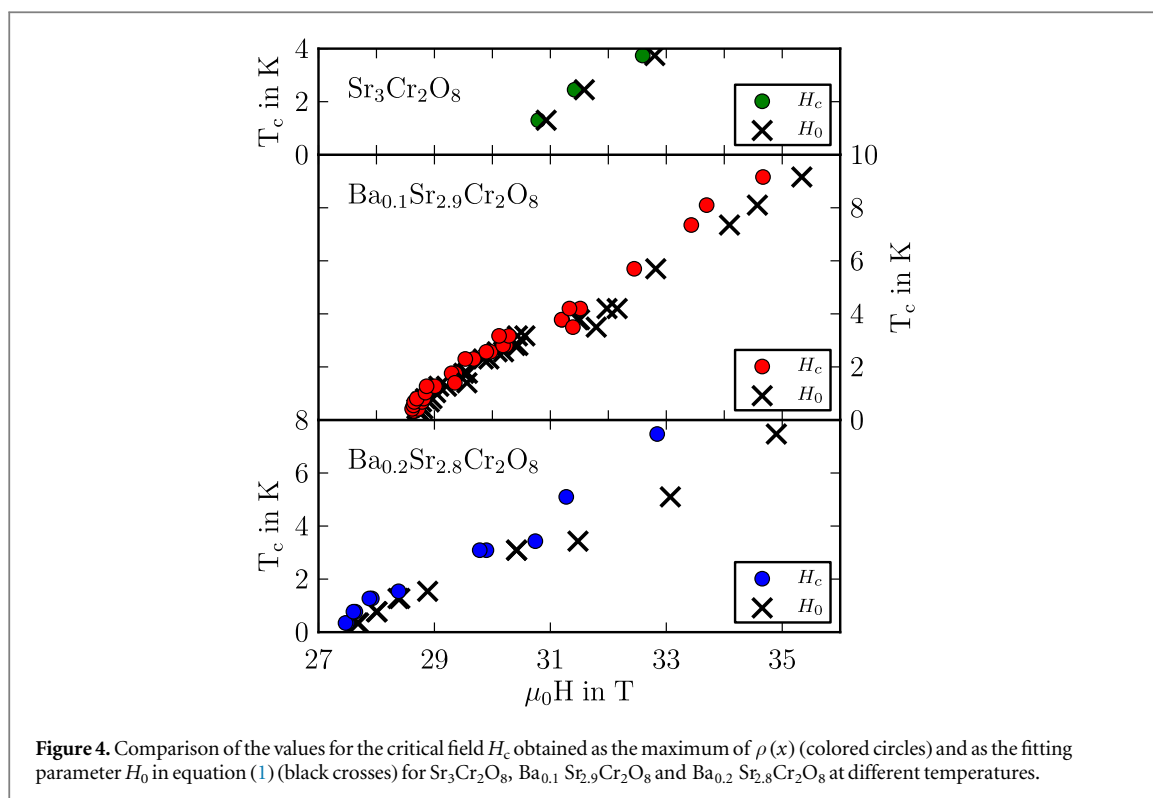 4
2
0
T_c in K
Sr₃Cr₂O₈
H_c
H_0
10
8
6
4
2
0
T_c in K
Ba₀.₁Sr₂.₉Cr₂O₈
H_c
H_0
8
6
4
2
0
T_c in K
Ba₀.₂Sr₂.₈Cr₂O₈
H_c
H_0
27 29 31 33 35
μ₀H in T
Figure 4. Comparison of the values for the critical field H_c obtained as the maximum of ρ (x) (colored circles) and as the fitting
parameter H_0 in equation (1) (black crosses) for Sr₃Cr₂O₈, Ba₀.₁ Sr₂.₉Cr₂O₈ and Ba₀.₂ Sr₂.₈Cr₂O₈ at different temperatures.